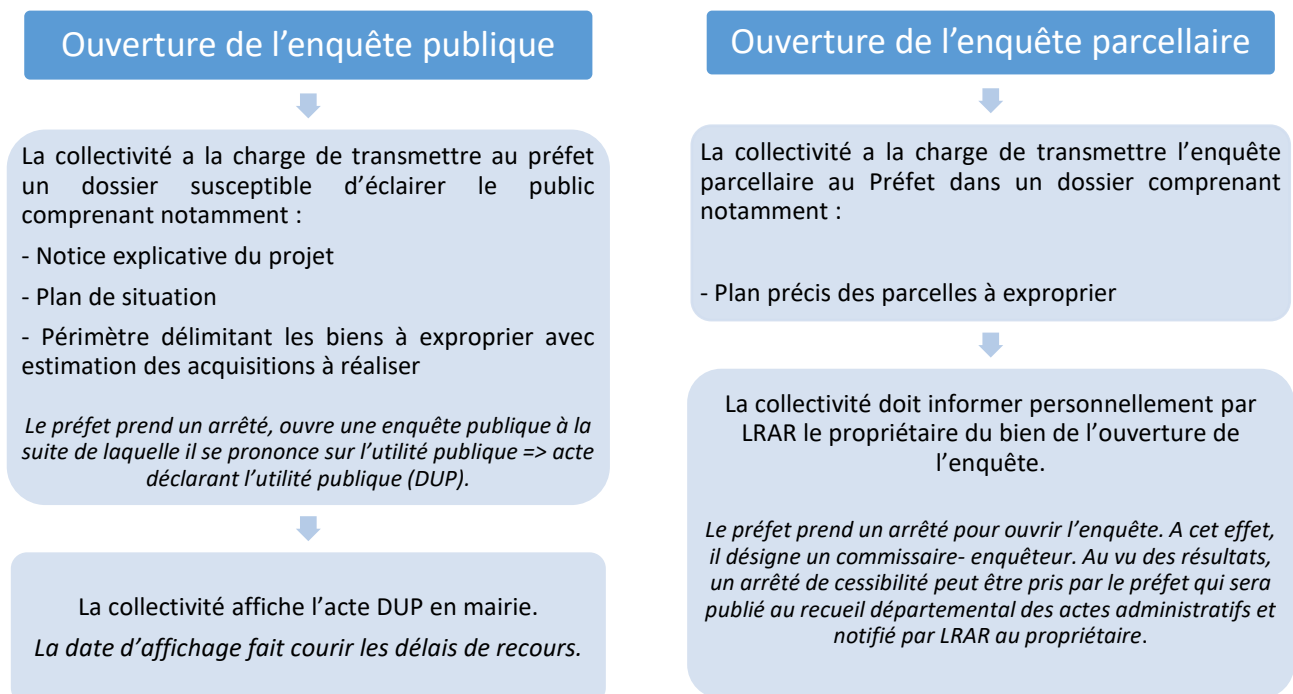 Ouverture de l’enquête publique
La collectivité a la charge de transmettre au préfet
un dossier susceptible d’éclairer le public
comprenant notamment :
- Notice explicative du projet
- Plan de situation
- Périmètre délimitant les biens à exproprier avec
estimation des acquisitions à réaliser
Le préfet prend un arrêté, ouvre une enquête publique à la
suite de laquelle il se prononce sur l’utilité publique => acte
déclarant l’utilité publique (DUP).
La collectivité affiche l’acte DUP en mairie.
La date d’affichage fait courir les délais de recours.
Ouverture de l’enquête parcellaire
La collectivité a la charge de transmettre l’enquête
parcellaire au Préfet dans un dossier comprenant
notamment :
- Plan précis des parcelles à exproprier
La collectivité doit informer personnellement par
LRAR le propriétaire du bien de l’ouverture de
l’enquête.
Le préfet prend un arrêté pour ouvrir l’enquête. A cet effet,
il désigne un commissaire- enquêteur. Au vu des résultats,
un arrêté de cessibilité peut être pris par le préfet qui sera
publié au recueil départemental des actes administratifs et
notifié par LRAR au propriétaire.